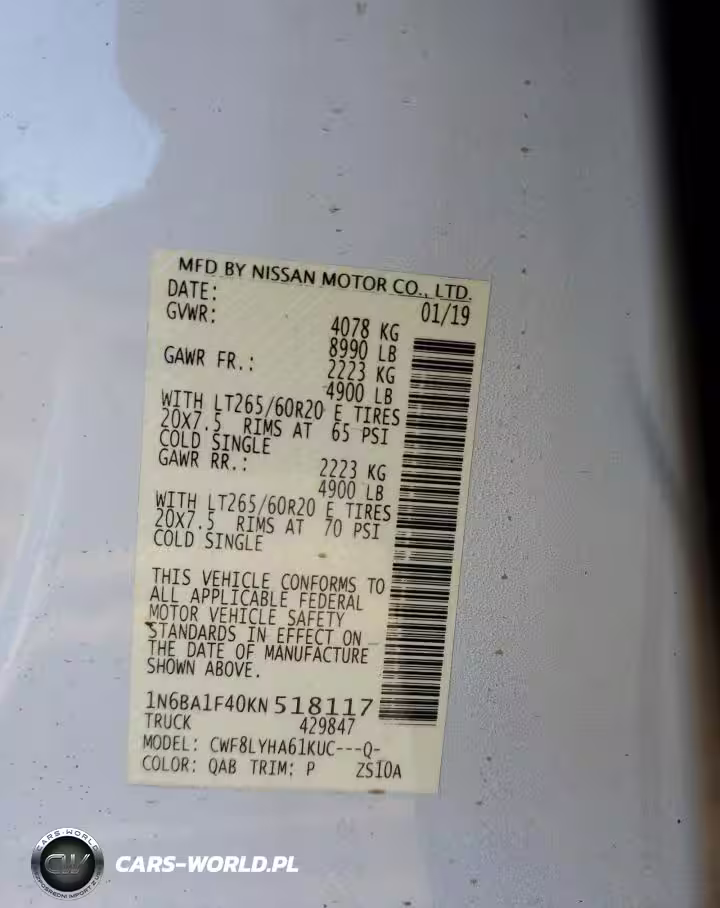 MFD BY NISSAN MOTOR CO., LTD.
DATE: 01/19
GVWR: 4078 KG
8990 LB
GAWR FR.: 2223 KG
4900 LB
WITH LT265/60R20 E TIRES
20X7.5 RIMS AT 65 PSI
COLD SINGLE
GAWR RR.: 2223 KG
4900 LB
WITH LT265/60R20 E TIRES
20X7.5 RIMS AT 70 PSI
COLD SINGLE
THIS VEHICLE CONFORMS TO
ALL APPLICABLE FEDERAL
MOTOR VEHICLE SAFETY
STANDARDS IN EFFECT ON
THE DATE OF MANUFACTURE
SHOWN ABOVE.
1N6BA1F40KN518117
TRUCK 429847
MODEL: CWF8LYHA61KUC---Q-
COLOR: QAB TRIM: P ZS10A
CARS-WORLD
CW
CARS-WORLD.PL